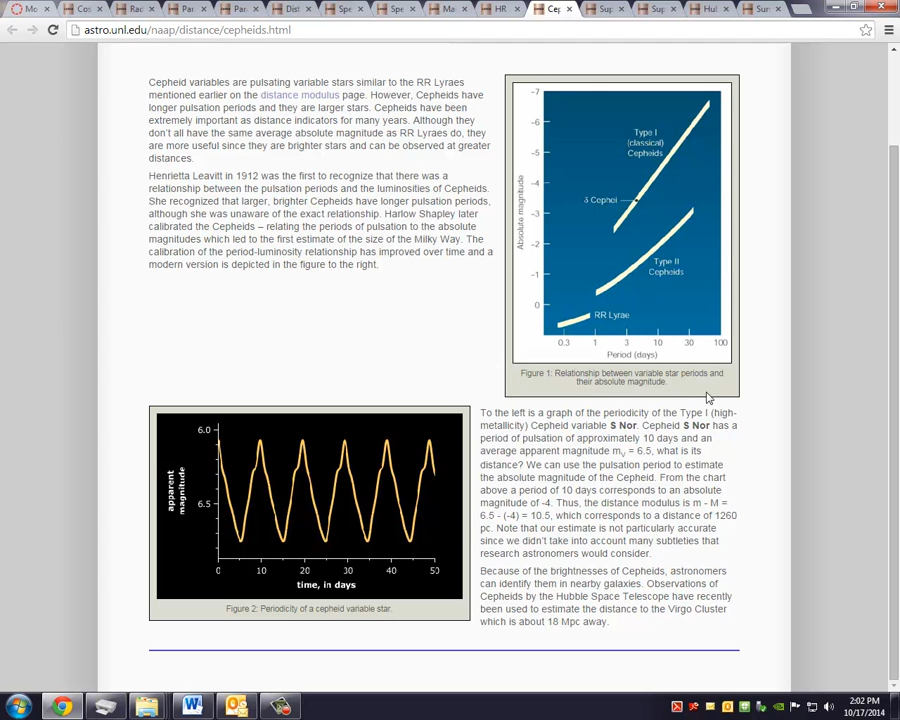 Mo
Cos
Rad
Par
Par
Dist
Spe
Spe
Ma
HR
Cep
Sup
Sup
Hub
Sur
astro.unl.edu/naap/distance/cepheids.html
Cepheid variables are pulsating variable stars similar to the RR Lyraes
mentioned earlier on the distance modulus page. However, Cepheids have
longer pulsation periods and they are larger stars. Cepheids have been
extremely important as distance indicators for many years. Although they
don't all have the same average absolute magnitude as RR Lyraes do, they
are more useful since they are brighter stars and can be observed at greater
distances.
Henrietta Leavitt in 1912 was the first to recognize that there was a
relationship between the pulsation periods and the luminosities of Cepheids.
She recognized that larger, brighter Cepheids have longer pulsation periods,
although she was unaware of the exact relationship. Harlow Shapley later
calibrated the Cepheids – relating the periods of pulsation to the absolute
magnitudes which led to the first estimate of the size of the Milky Way. The
calibration of the period-luminosity relationship has improved over time and a
modern version is depicted in the figure to the right.
-7
-6
-5
-4
-3
-2
-1
0
Absolute magnitude
Type I
(classical)
Cepheids
δ Cephei
Type II
Cepheids
RR Lyrae
0.3 1 3 10 30 100
Period (days)
Figure 1: Relationship between variable star periods and
their absolute magnitude.
6.0
6.5
apparent
magnitude
0 10 20 30 40 50
time, in days
Figure 2: Periodicity of a cepheid variable star.
To the left is a graph of the periodicity of the Type I (high-
metallicity) Cepheid variable S Nor. Cepheid S Nor has a
period of pulsation of approximately 10 days and an
average apparent magnitude mV = 6.5, what is its
distance? We can use the pulsation period to estimate
the absolute magnitude of the Cepheid. From the chart
above a period of 10 days corresponds to an absolute
magnitude of -4. Thus, the distance modulus is m - M =
6.5 - (-4) = 10.5, which corresponds to a distance of 1260
pc. Note that our estimate is not particularly accurate
since we didn't take into account many subtleties that
research astronomers would consider.
Because of the brightnesses of Cepheids, astronomers
can identify them in nearby galaxies. Observations of
Cepheids by the Hubble Space Telescope have recently
been used to estimate the distance to the Virgo Cluster
which is about 18 Mpc away.
2:02 PM
10/17/2014